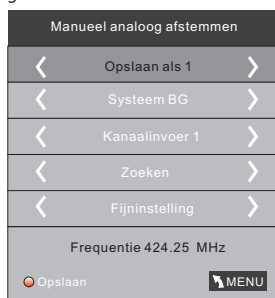 Manueel analoog afstemmen
Opslaan als 1
Systeem BG
Kanaalinvoer 1
Zoeken
Fijninstelling
Frequentie 424.25 MHz
Opslaan MENU